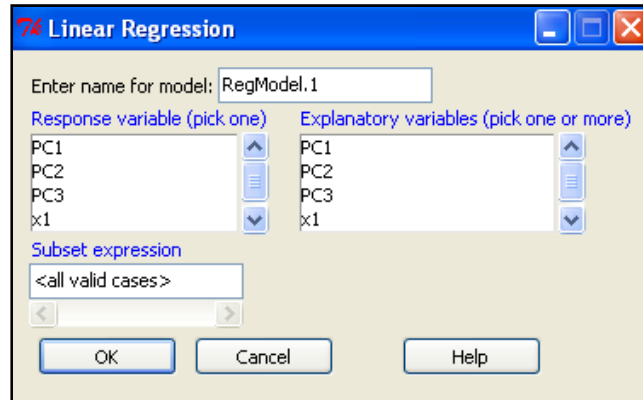 Linear Regression
Enter name for model: RegModel.1
Response variable (pick one) Explanatory variables (pick one or more)
PC1 PC1
PC2 PC2
PC3 PC3
x1 x1
Subset expression
<all valid cases>
OK Cancel Help